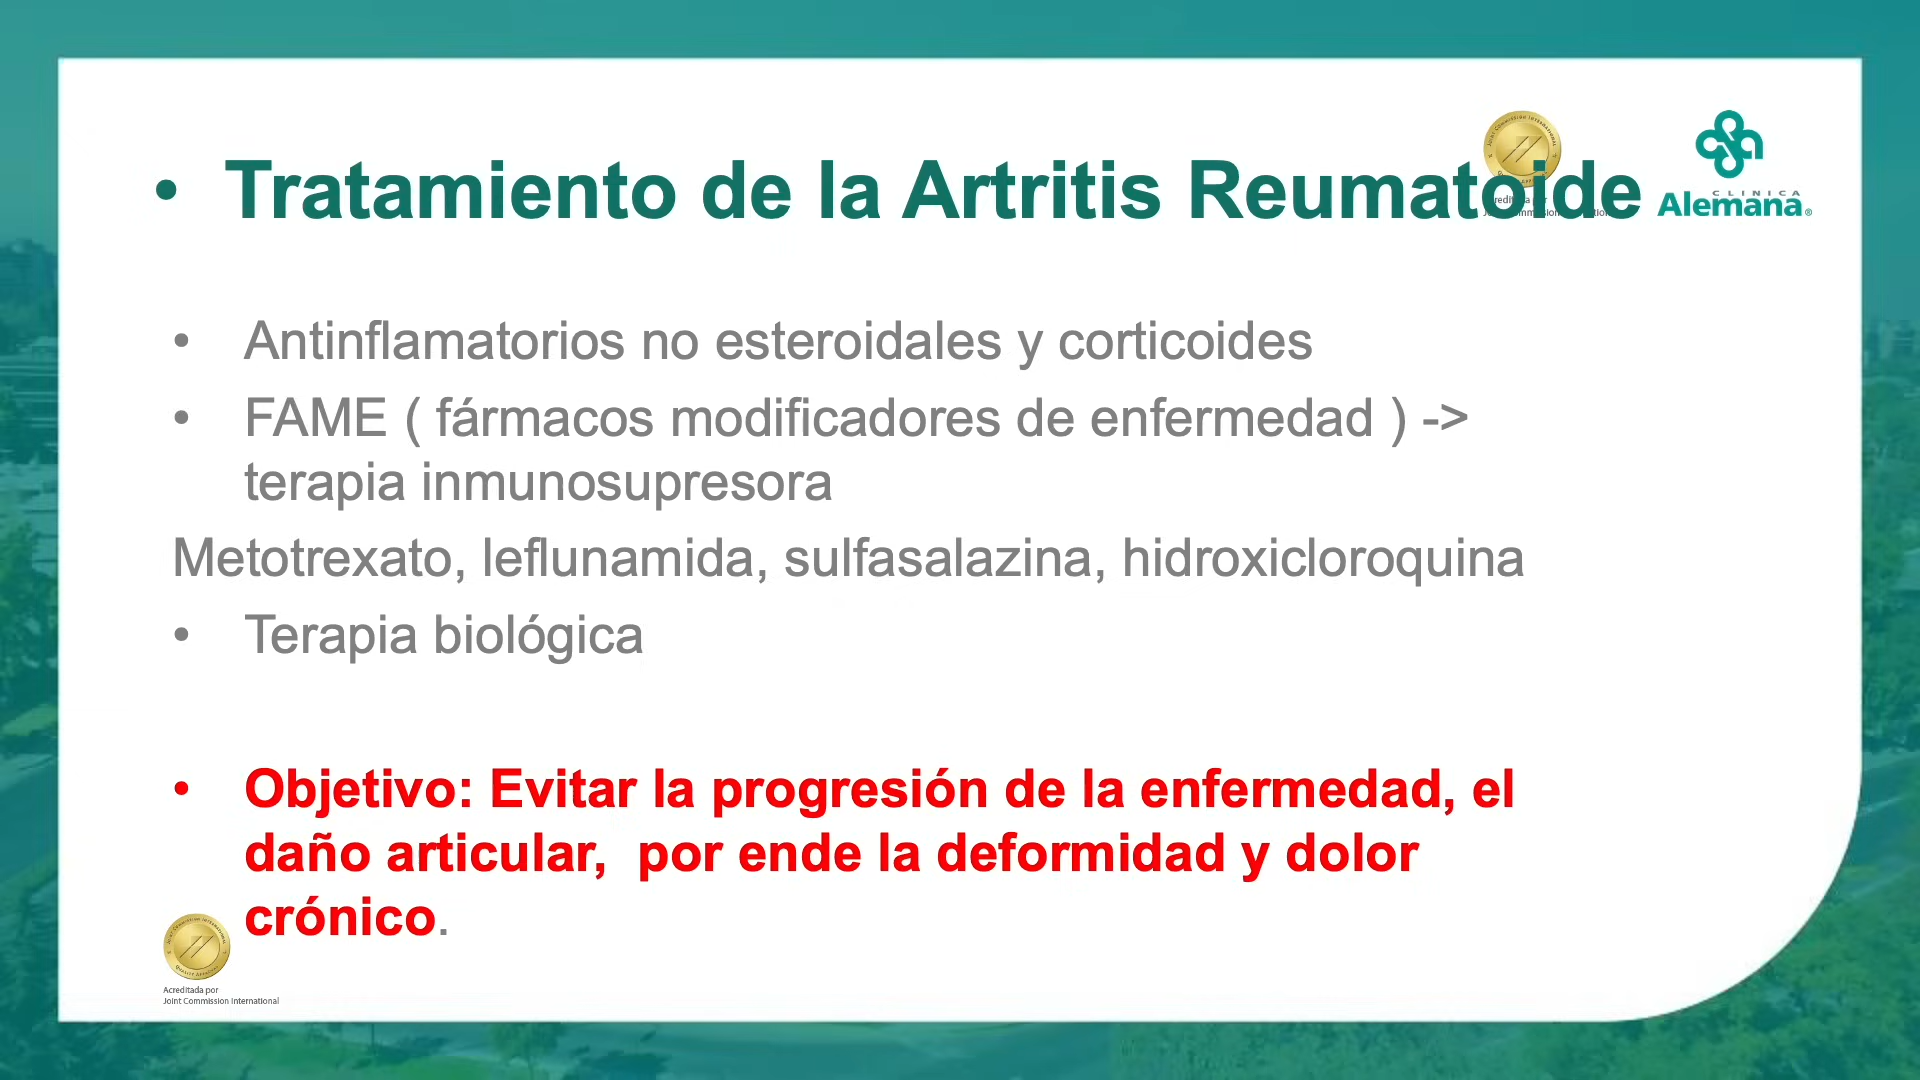 • Tratamiento de la Artritis Reumatoide
CLINICA
Alemana®
• Antinflamatorios no esteroidales y corticoides
• FAME ( fármacos modificadores de enfermedad ) ->
terapia inmunosupresora
Metotrexato, leflunamida, sulfasalazina, hidroxicloroquina
• Terapia biológica
• Objetivo: Evitar la progresión de la enfermedad, el
daño articular,  por ende la deformidad y dolor
crónico.
Acreditada por
Joint Commission International